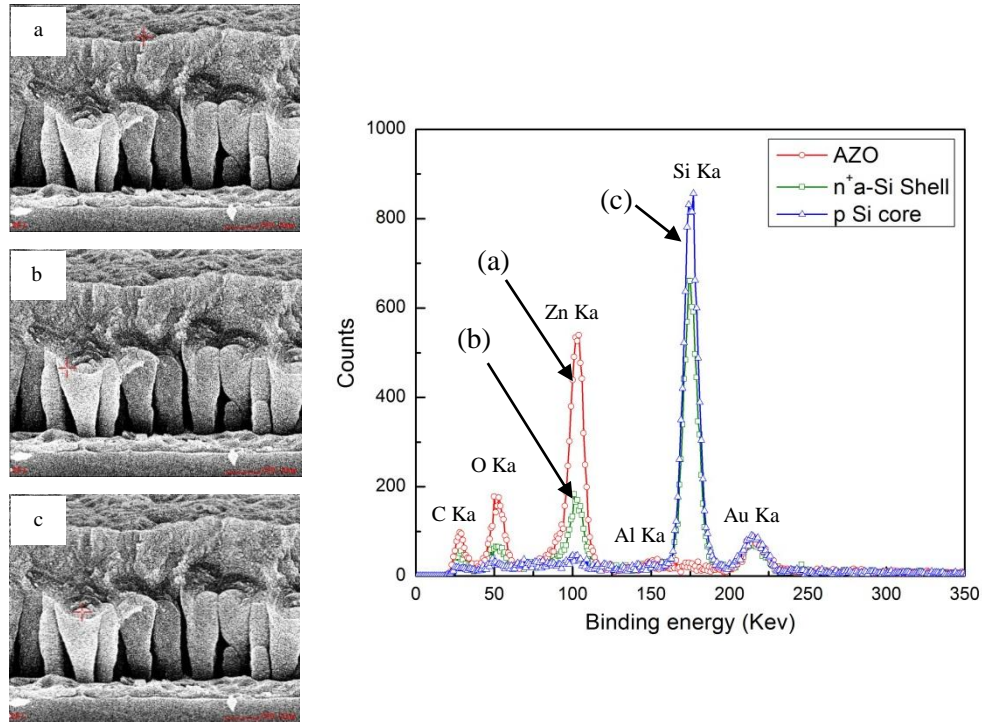 a
b
c
1000
800
600
400
200
0
Counts
AZO
n⁺a-Si Shell
p Si core
Si Ka
(c)
(a)
Zn Ka
(b)
O Ka
C Ka
Al Ka
Au Ka
0 50 100 150 200 250 300 350
Binding energy (Kev)